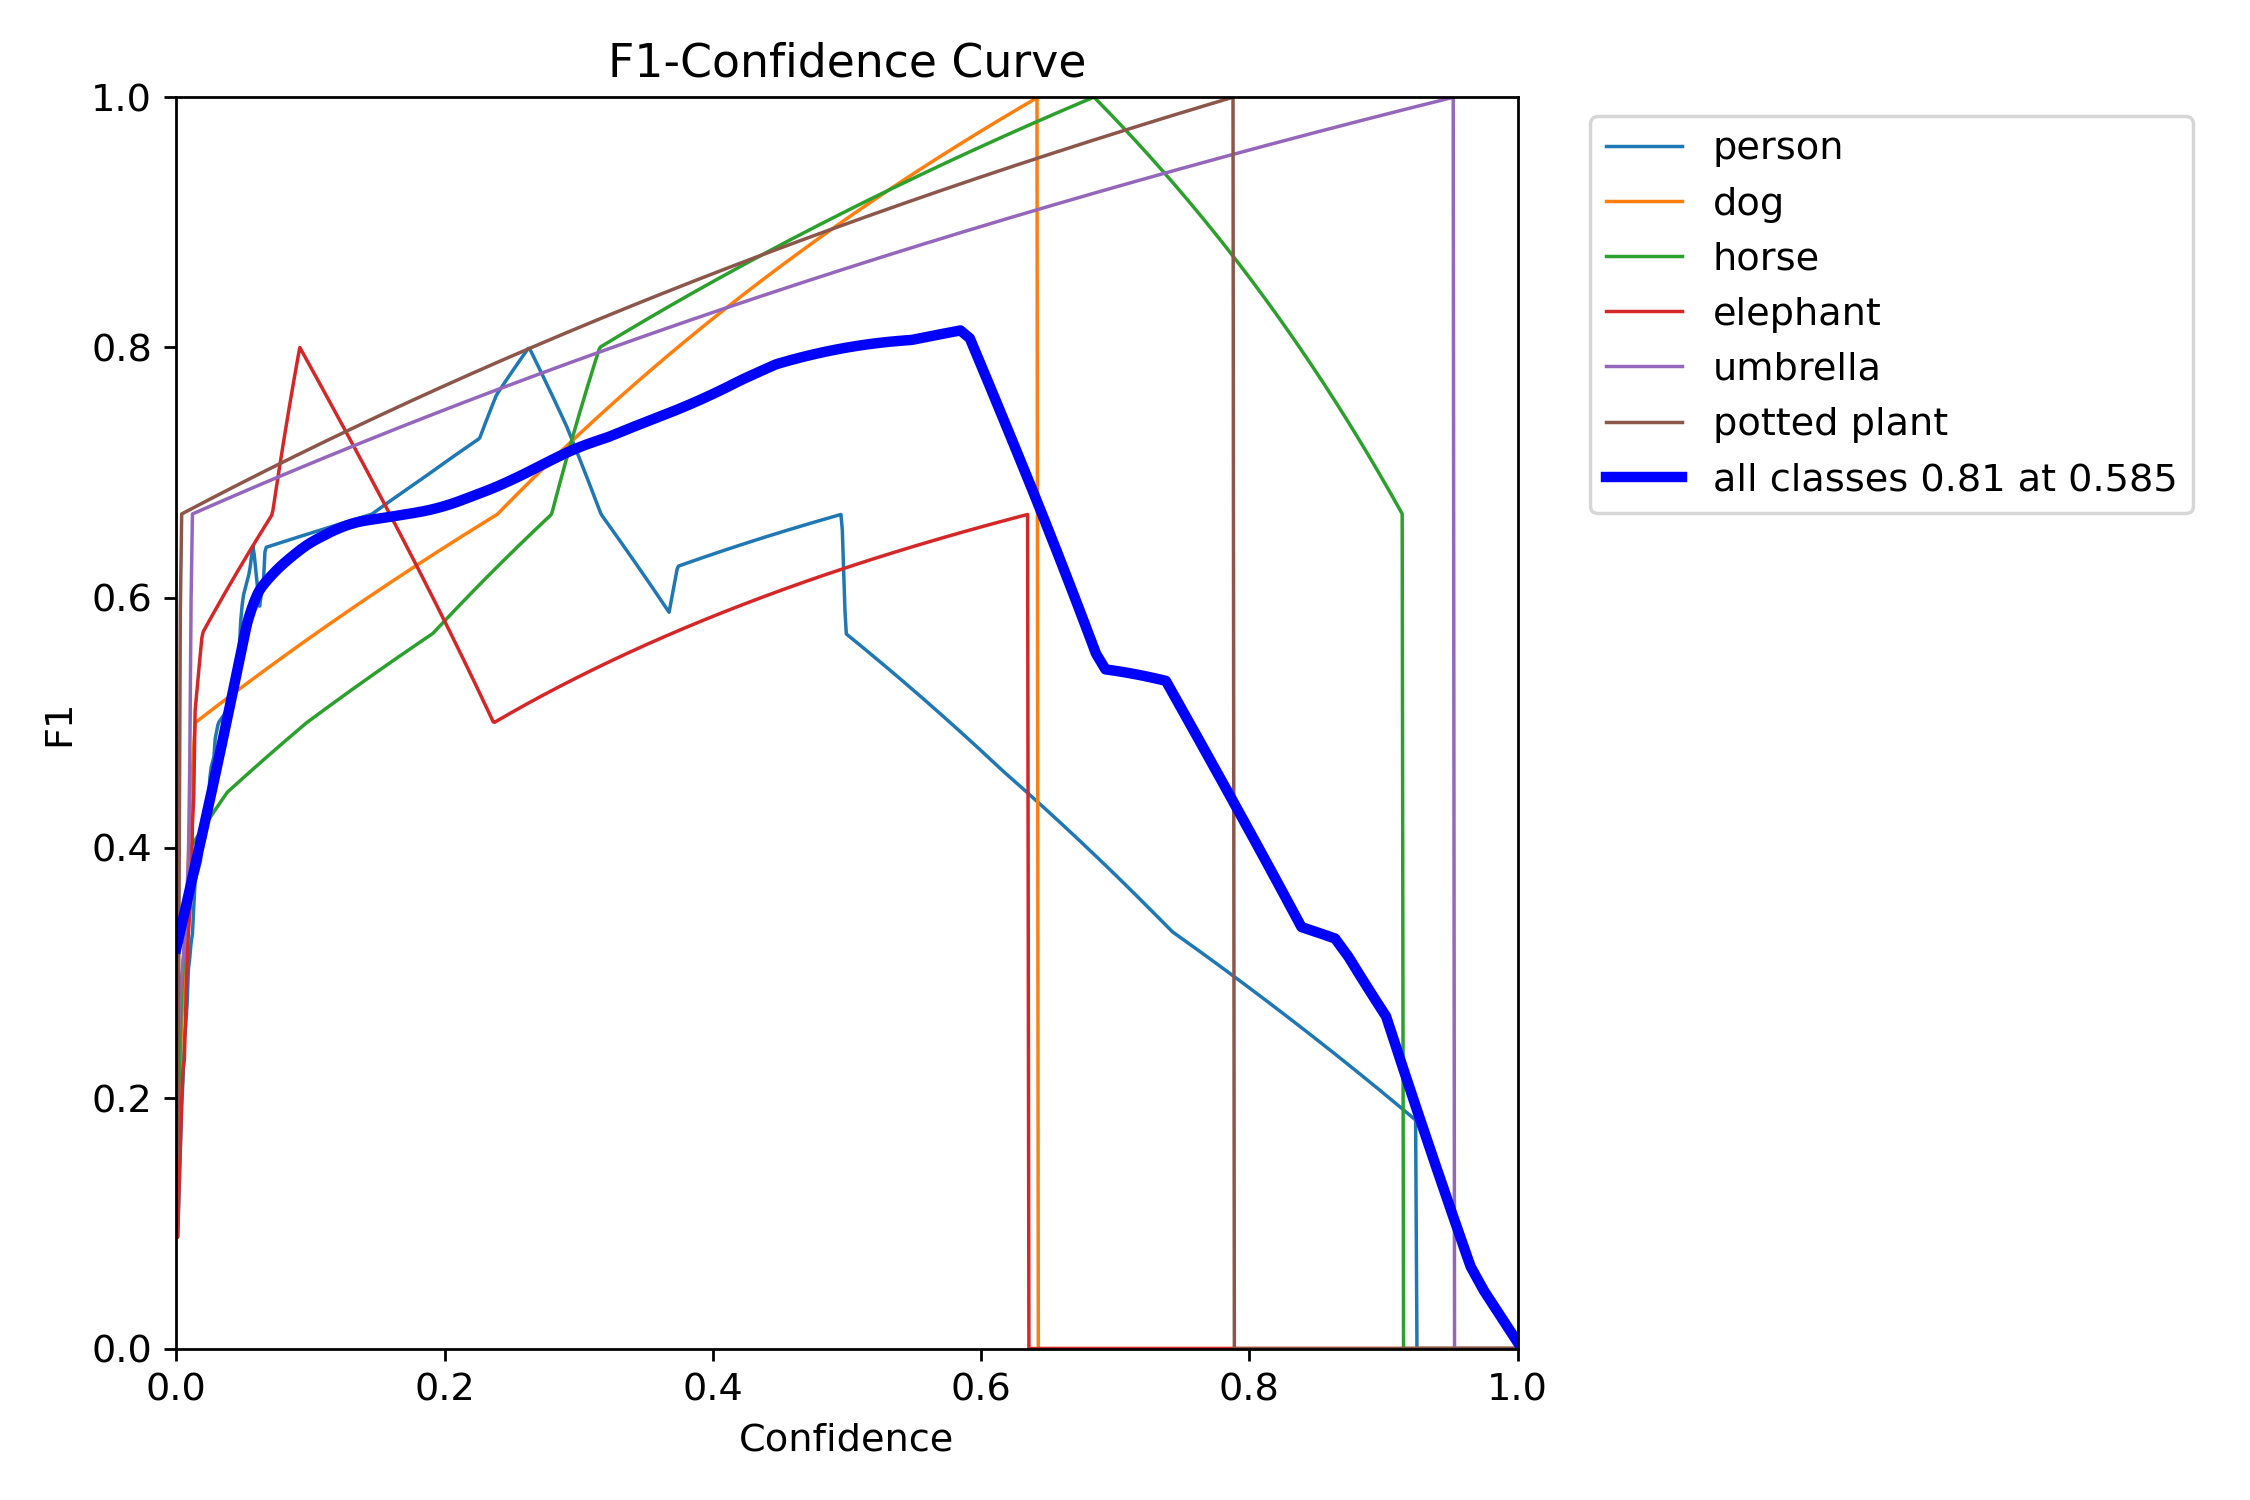 F1-Confidence Curve
1.0
0.8
0.6
0.4
0.2
0.0
F1
0.0 0.2 0.4 0.6 0.8 1.0
Confidence
person
dog
horse
elephant
umbrella
potted plant
all classes 0.81 at 0.585